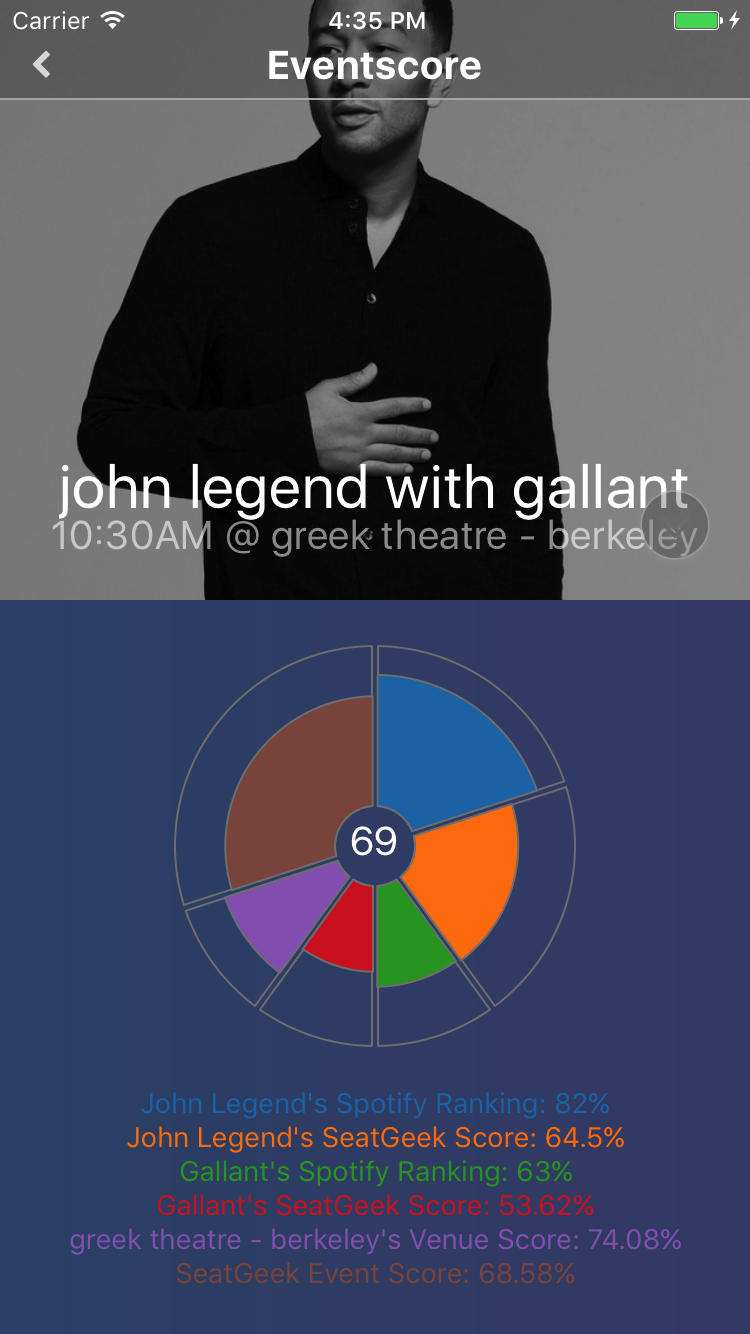 Carrier 4:35 PM
Eventscore
john legend with gallant
10:30AM @ greek theatre - berkeley
69
John Legend's Spotify Ranking: 82%
John Legend's SeatGeek Score: 64.5%
Gallant's Spotify Ranking: 63%
Gallant's SeatGeek Score: 53.62%
greek theatre - berkeley's Venue Score: 74.08%
SeatGeek Event Score: 68.58%